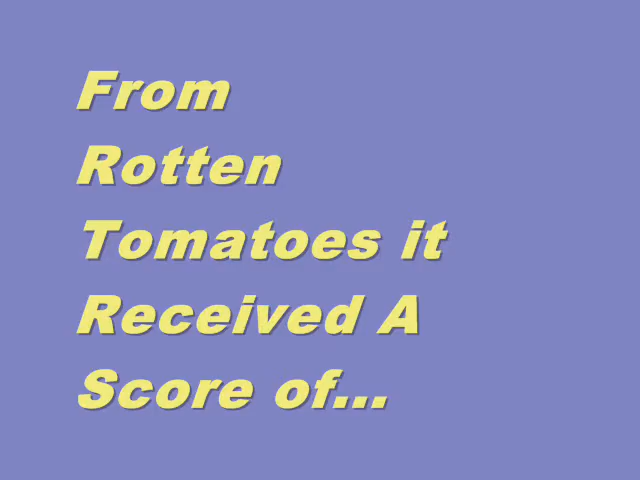 From
Rotten
Tomatoes it
Received A
Score of...